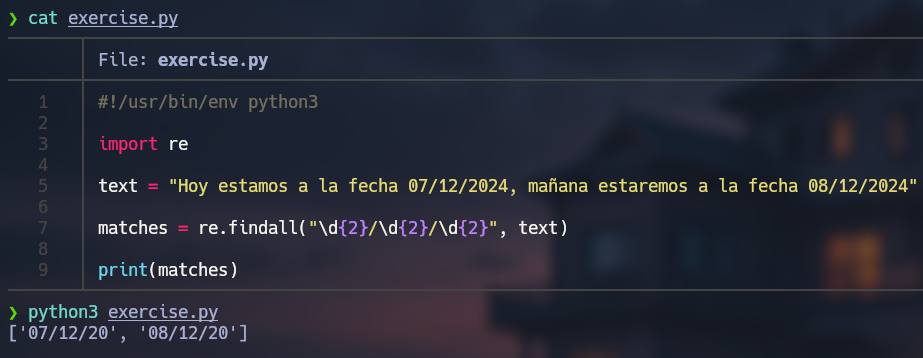 ❯ cat exercise.py
File: exercise.py
1 #!/usr/bin/env python3
2
3 import re
4
5 text = "Hoy estamos a la fecha 07/12/2024, mañana estaremos a la fecha 08/12/2024"
6
7 matches = re.findall("\d{2}/\d{2}/\d{2}", text)
8
9 print(matches)
❯ python3 exercise.py
['07/12/20', '08/12/20']